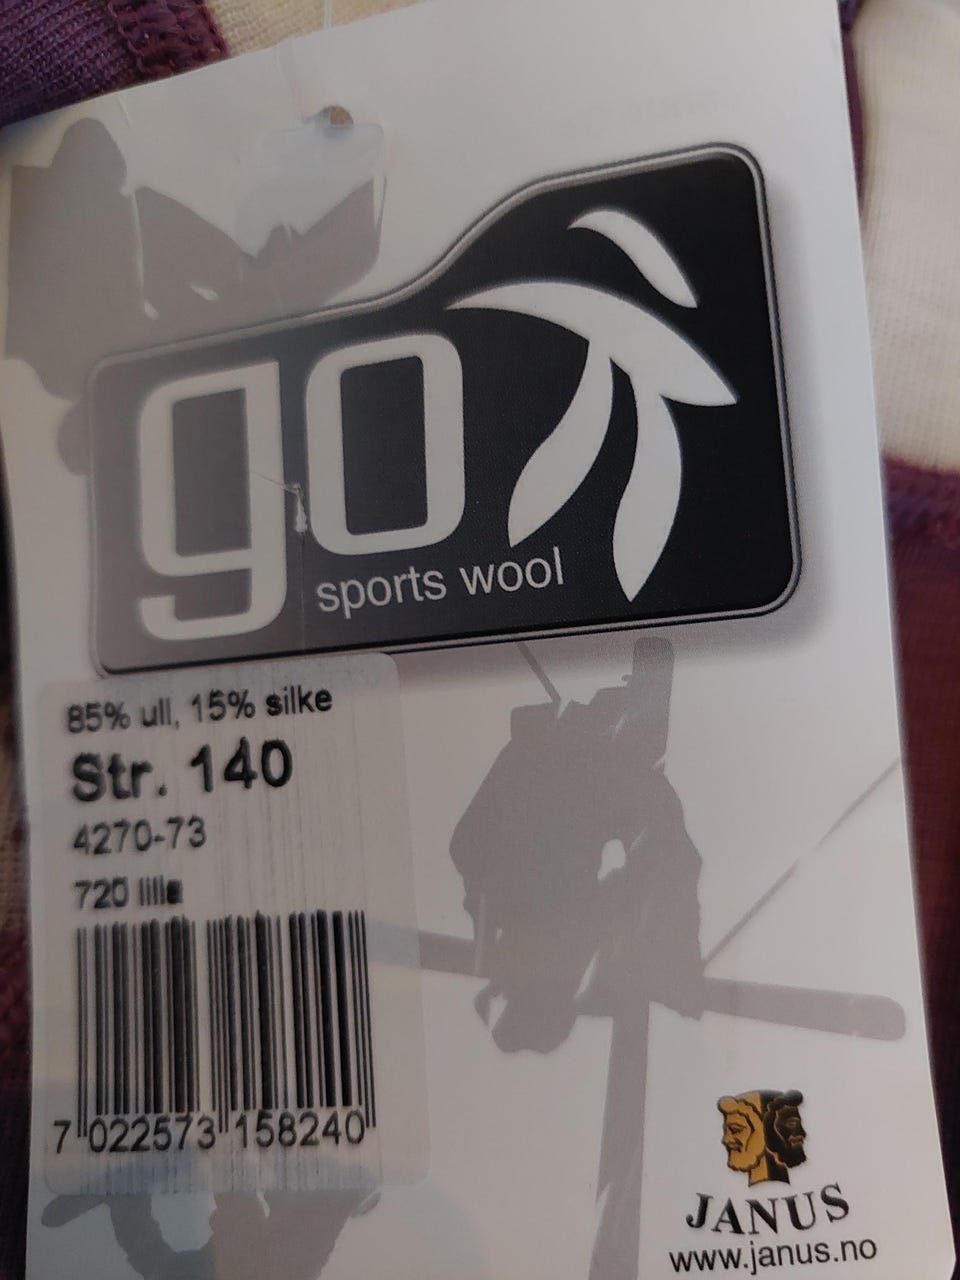 go
sports wool
85% ull, 15% silke
Str. 140
4270-73
720 lilla
7 022573 158240
JANUS
www.janus.no